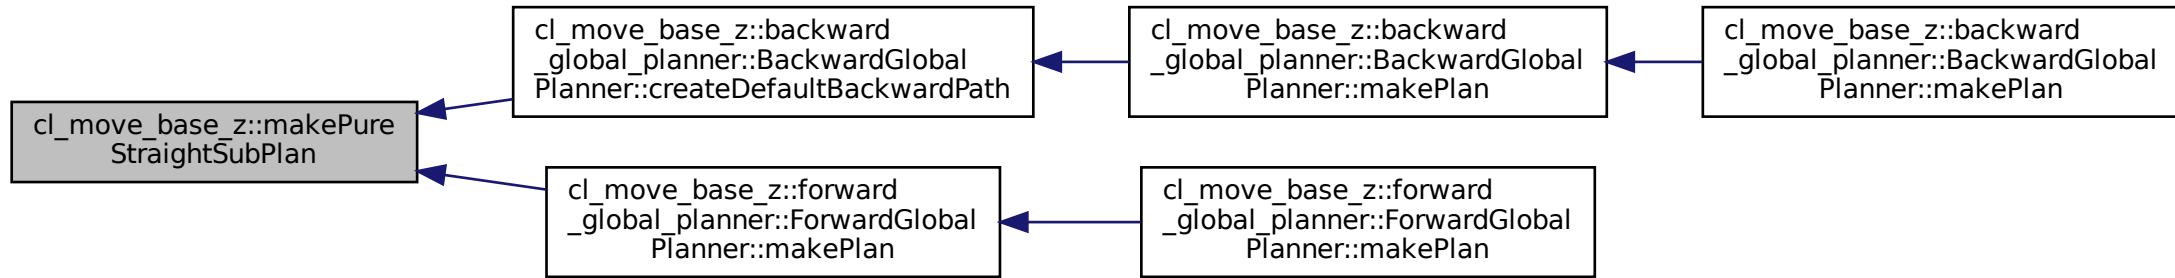 cl_move_base_z::makePure
StraightSubPlan
cl_move_base_z::backward
_global_planner::BackwardGlobal
Planner::createDefaultBackwardPath
cl_move_base_z::backward
_global_planner::BackwardGlobal
Planner::makePlan
cl_move_base_z::backward
_global_planner::BackwardGlobal
Planner::makePlan
cl_move_base_z::forward
_global_planner::ForwardGlobal
Planner::makePlan
cl_move_base_z::forward
_global_planner::ForwardGlobal
Planner::makePlan